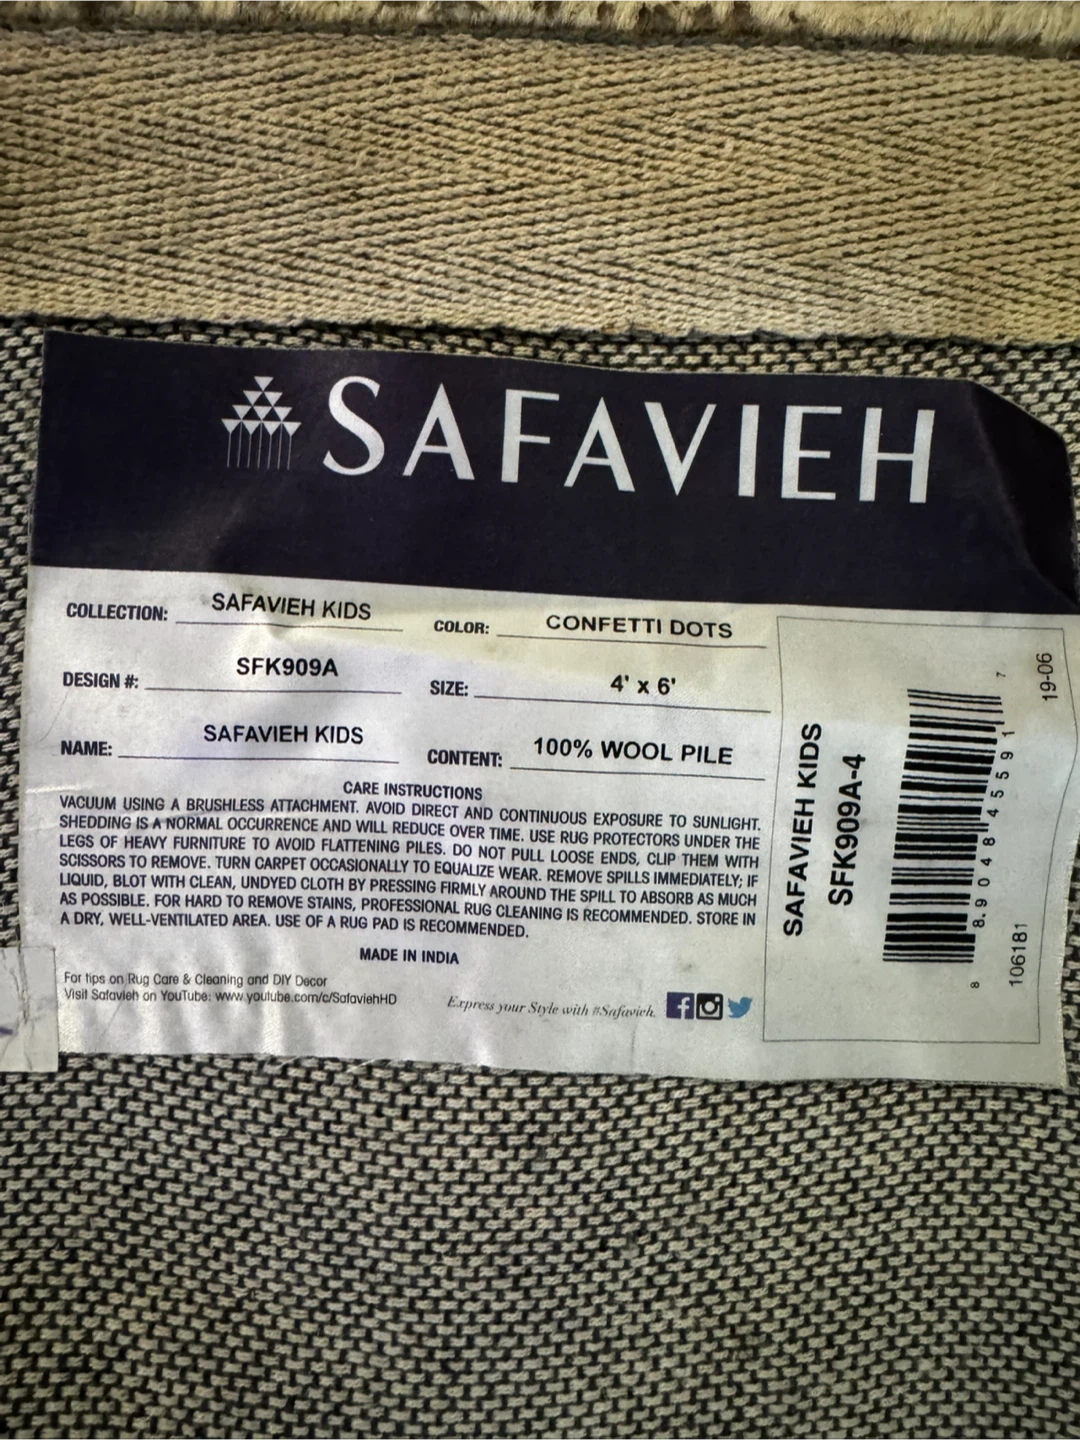 SAFAVIEH
COLLECTION: SAFAVIEH KIDS
COLOR: CONFETTI DOTS
DESIGN #: SFK909A
SIZE: 4' x 6'
NAME: SAFAVIEH KIDS
CONTENT: 100% WOOL PILE
CARE INSTRUCTIONS
VACUUM USING A BRUSHLESS ATTACHMENT. AVOID DIRECT AND CONTINUOUS EXPOSURE TO SUNLIGHT.
SHEDDING IS A NORMAL OCCURRENCE AND WILL REDUCE OVER TIME. USE RUG PROTECTORS UNDER THE
LEGS OF HEAVY FURNITURE TO AVOID FLATTENING PILES. DO NOT PULL LOOSE ENDS, CLIP THEM WITH
SCISSORS TO REMOVE. TURN CARPET OCCASIONALLY TO EQUALIZE WEAR. REMOVE SPILLS IMMEDIATELY; IF
LIQUID, BLOT WITH CLEAN, UNDYED CLOTH BY PRESSING FIRMLY AROUND THE SPILL TO ABSORB AS MUCH
AS POSSIBLE. FOR HARD TO REMOVE STAINS, PROFESSIONAL RUG CLEANING IS RECOMMENDED. STORE IN
A DRY, WELL-VENTILATED AREA. USE OF A RUG PAD IS RECOMMENDED.
MADE IN INDIA
For tips on Rug Care & Cleaning and DIY Decor
Visit Safavieh on YouTube: www.youtube.com/c/SafaviehHD
Express your Style with #Safavieh
SAFAVIEH KIDS
SFK909A-4
8 8.90484 45591 7
106181
19-06